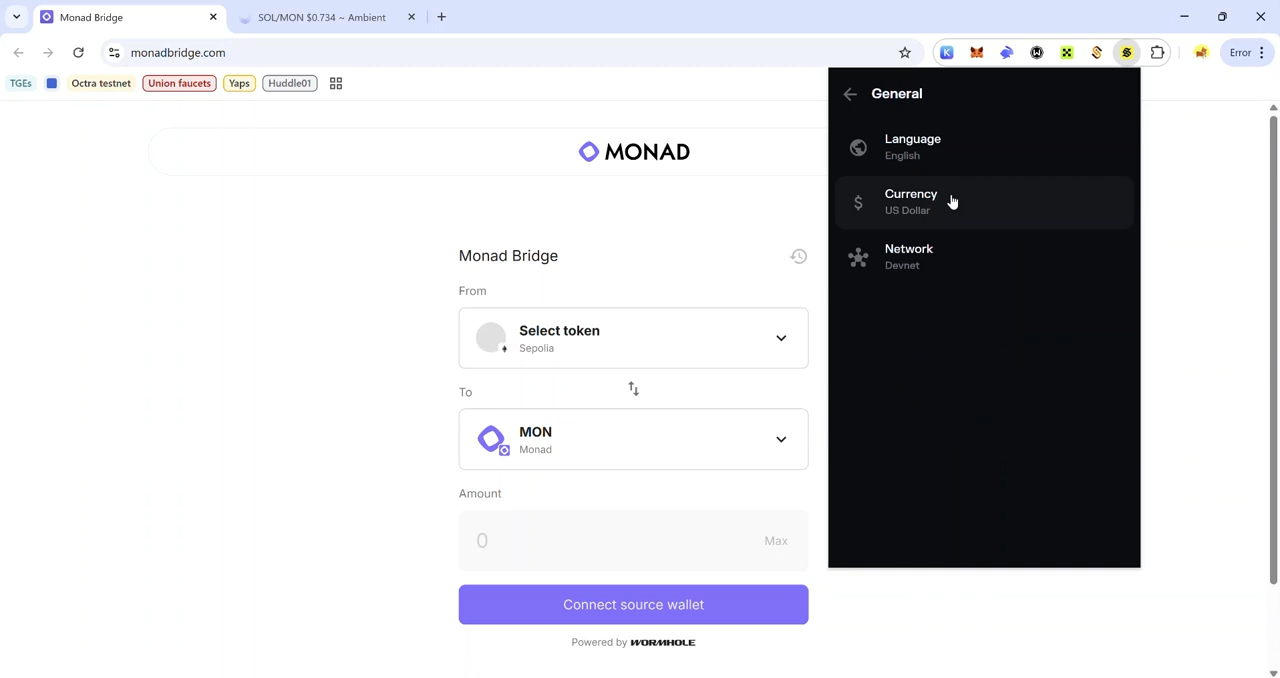 Monad Bridge
SOL/MON $0.734 ~ Ambient
monadbridge.com
Error
TGEs
Octra testnet
Union faucets
Yaps
Huddle01
General
Language
English
Currency
US Dollar
Network
Devnet
MONAD
Monad Bridge
From
Select token
Sepolia
To
MON
Monad
Amount
0
Max
Connect source wallet
Powered by WORMHOLE